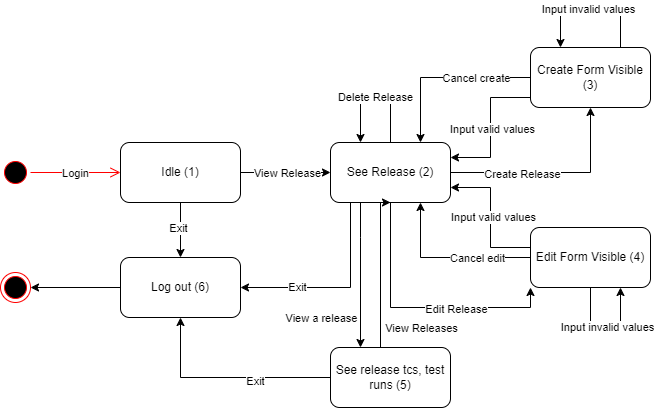 Input invalid values
Create Form Visible
(3)
Cancel create
Delete Release
Input valid values
Login
Idle (1)
View Release
See Release (2)
Create Release
Input valid values
Exit
Cancel edit
Edit Form Visible (4)
Log out (6)
Exit
Edit Release
View a release
View Releases
Input invalid values
See release tcs, test
runs (5)
Exit